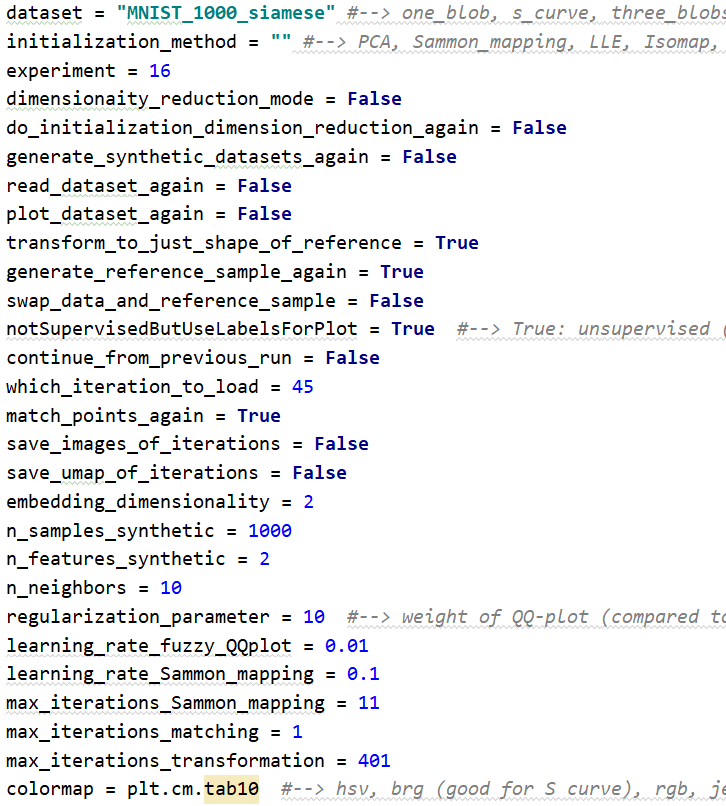 dataset = "MNIST_1000_siamese" #--> one_blob, s_curve, three_blobs
initialization_method = "" #--> PCA, Sammon_mapping, LLE, Isomap,
experiment = 16
dimensionaity_reduction_mode = False
do_initialization_dimension_reduction_again = False
generate_synthetic_datasets_again = False
read_dataset_again = False
plot_dataset_again = False
transform_to_just_shape_of_reference = True
generate_reference_sample_again = True
swap_data_and_reference_sample = False
notSupervisedButUseLabelsForPlot = True #--> True: unsupervised (
continue_from_previous_run = False
which_iteration_to_load = 45
match_points_again = True
save_images_of_iterations = False
save_umap_of_iterations = False
embedding_dimensionality = 2
n_samples_synthetic = 1000
n_features_synthetic = 2
n_neighbors = 10
regularization_parameter = 10 #--> weight of QQ-plot (compared to
learning_rate_fuzzy_QQplot = 0.01
learning_rate_Sammon_mapping = 0.1
max_iterations_Sammon_mapping = 11
max_iterations_matching = 1
max_iterations_transformation = 401
colormap = plt.cm.tab10 #--> hsv, brg (good for S curve), rgb,